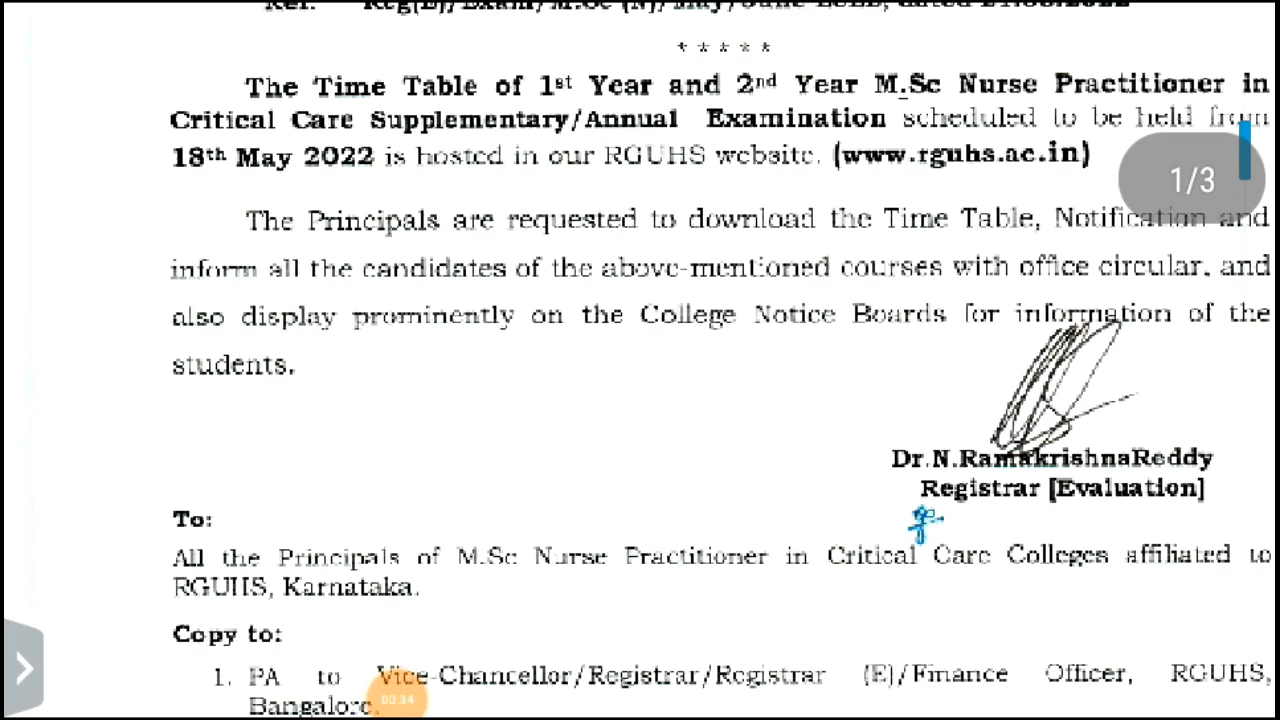 * * * * *
The Time Table of 1st Year and 2nd Year M.Sc Nurse Practitioner in
Critical Care Supplementary/Annual Examination scheduled to be held from
18th May 2022 is hosted in our RGUHS website. (www.rguhs.ac.in)
1/3
The Principals are requested to download the Time Table, Notification and
inform all the candidates of the above-mentioned courses with office circular, and
also display prominently on the College Notice Boards for information of the
students.
Dr.N.RamakrishnaReddy
Registrar [Evaluation]
To:
All the Principals of M.Sc Nurse Practitioner in Critical Care Colleges affiliated to
RGUHS, Karnataka.
Copy to:
1. PA to Vice-Chancellor/Registrar/Registrar (E)/Finance Officer, RGUHS,
Bangalore.
00:34